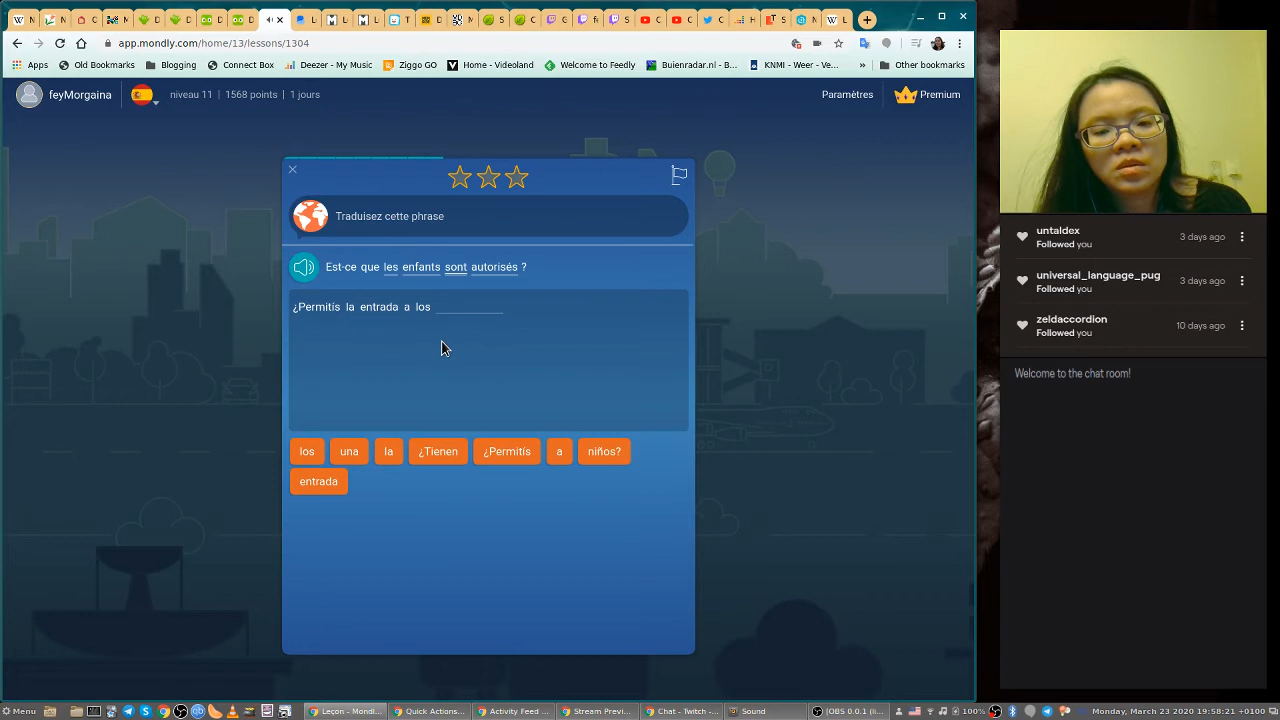 app.mondly.com/home/13/lessons/1304
Apps Old Bookmarks Blogging Connect Box Deezer - My Music Ziggo GO Home - Videoland Welcome to Feedly Buienradar.nl - B... KNMI - Weer - Ve... » Other bookmarks
feyMorgaina niveau 11 | 1568 points | 1 jours Paramètres Premium
Traduisez cette phrase
Est-ce que les enfants sont autorisés ?
¿Permitís la entrada a los
los una la ¿Tienen ¿Permitís a niños?
entrada
untaldex
Followed you 3 days ago
universal_language_pug
Followed you 3 days ago
zeldaccordion
Followed you 10 days ago
Welcome to the chat room!
Menu Leçon - Mondl... Quick Actions... Activity Feed ... Stream Previ... Chat - Twitch -... Sound [OBS 0.0.1 (li... 100% Monday, March 23 2020, 19:58:21 +0100